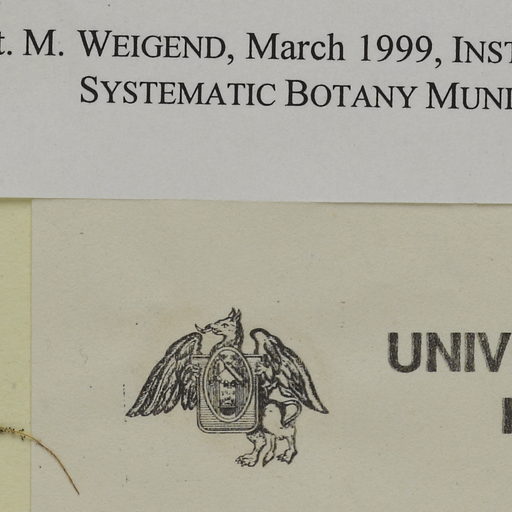 t. M. WEIGEND, March 1999, INST
SYSTEMATIC BOTANY MUNI
UNIV